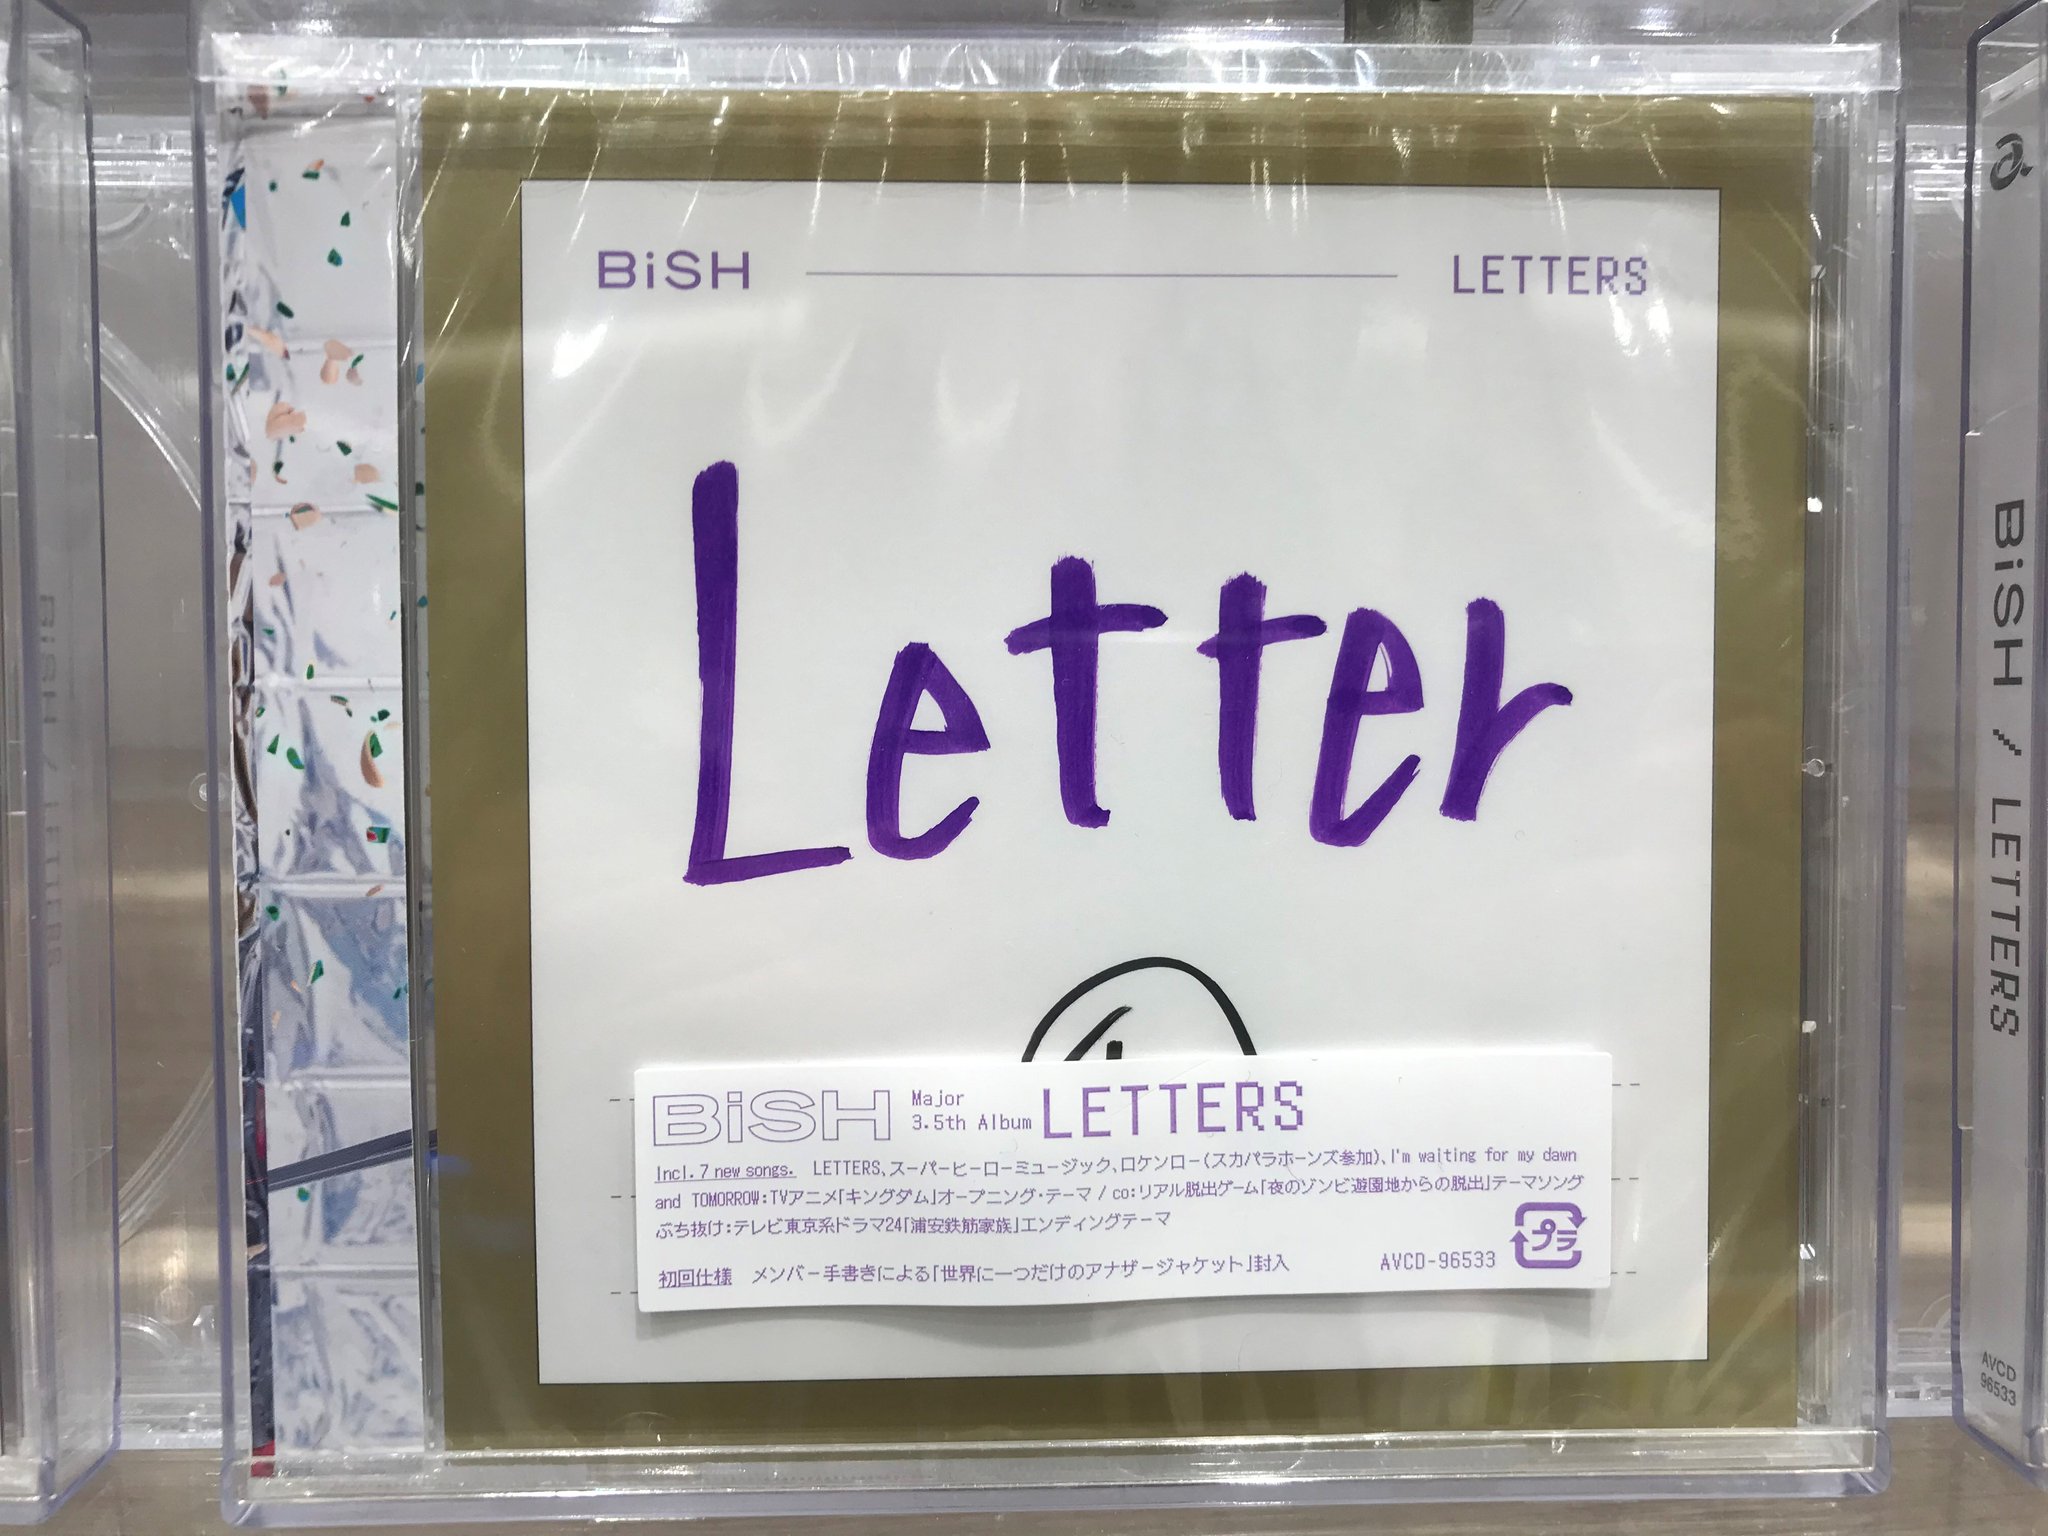 BiSH LETTERS
Letter
BiSH Major 3.5th Album LETTERS
Incl. 7 new songs. LETTERS、スーパーヒーローミュージック、ロケンロー(スカパラホーンズ参加)、I'm waiting for my dawn
and TOMORROW:TVアニメ「キングダム」オープニング・テーマ / co:リアル脱出ゲーム「夜のゾンビ遊園地からの脱出」テーマソング
ぶち抜け:テレビ東京系ドラマ24「浦安鉄筋家族」エンディングテーマ
初回仕様 メンバー手書きによる「世界に一つだけのアナザージャケット」封入 AVCD-96533
プラ
BiSH / LETTERS
AVCD
96533
BiSH / LETTERS